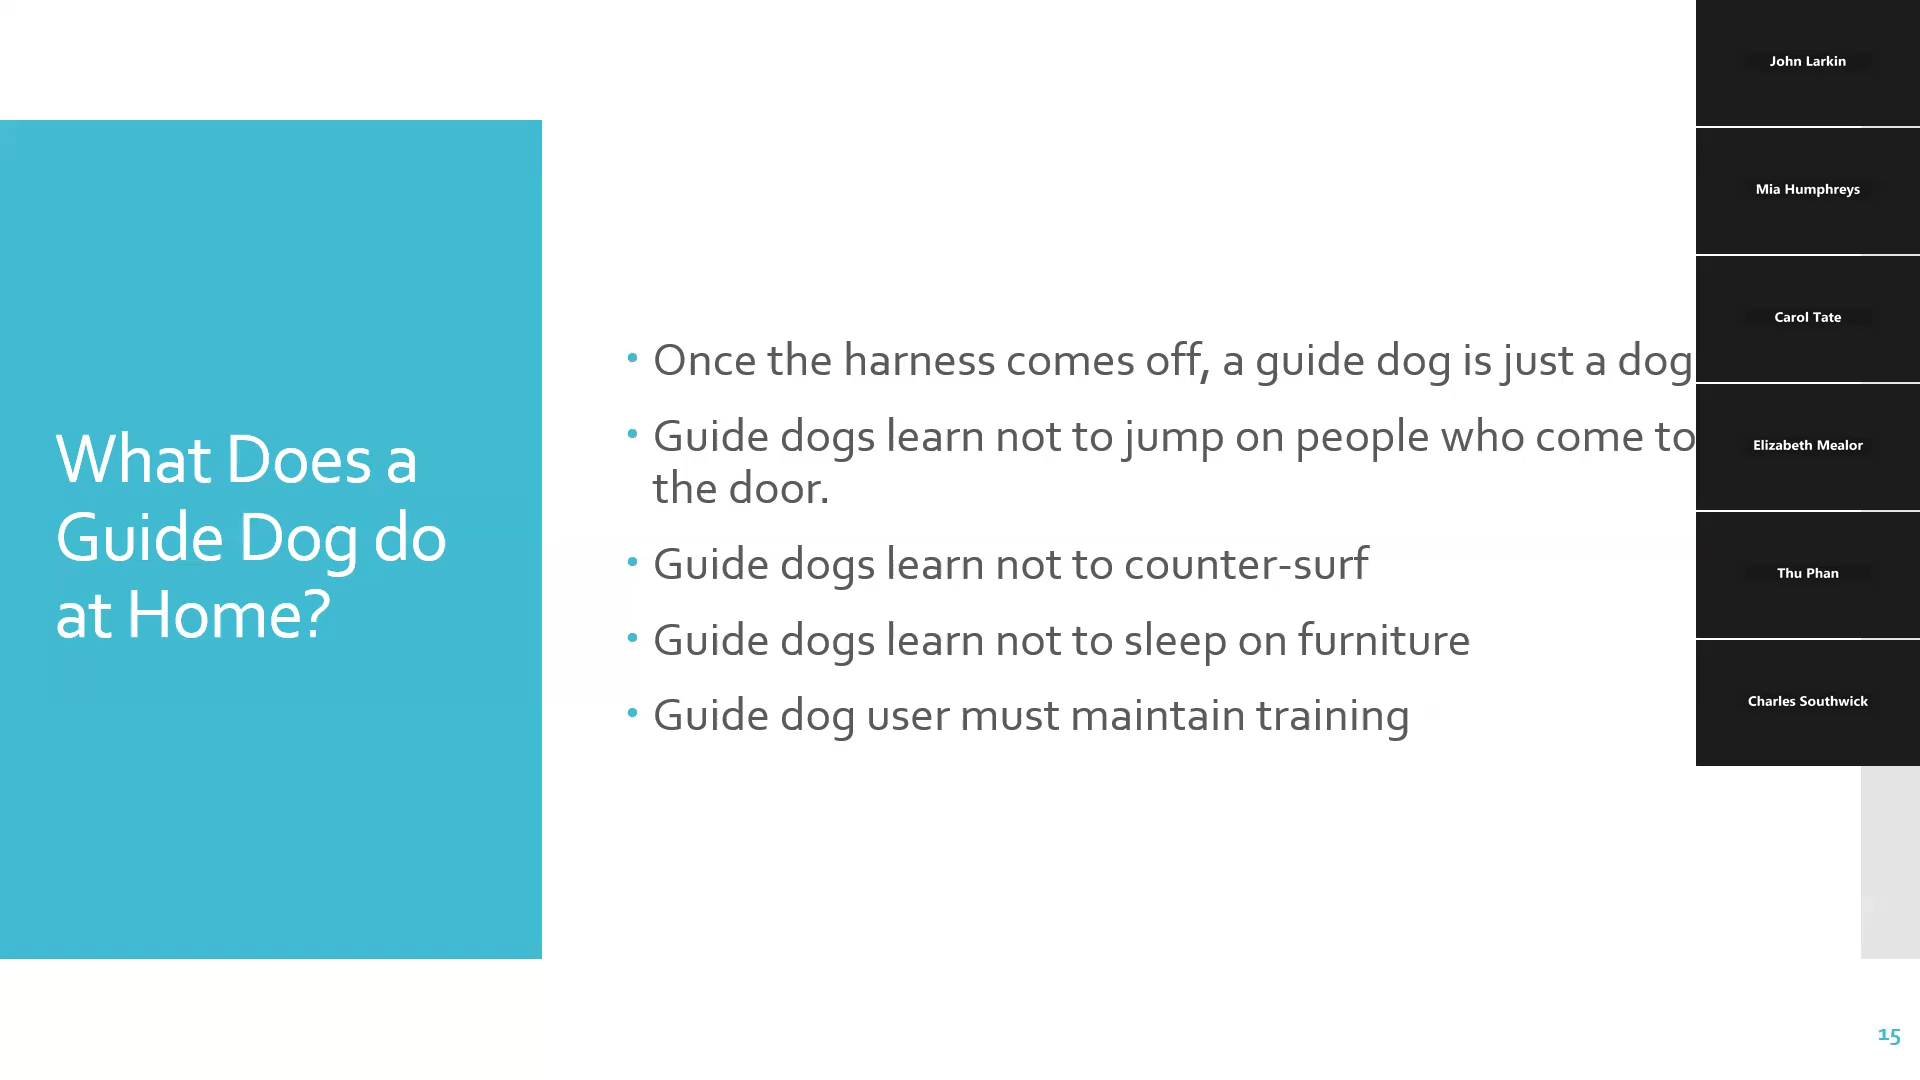 What Does a
Guide Dog do
at Home?
• Once the harness comes off, a guide dog is just a dog
• Guide dogs learn not to jump on people who come to
the door.
• Guide dogs learn not to counter-surf
• Guide dogs learn not to sleep on furniture
• Guide dog user must maintain training
John Larkin
Mia Humphreys
Carol Tate
Elizabeth Mealor
Thu Phan
Charles Southwick
15